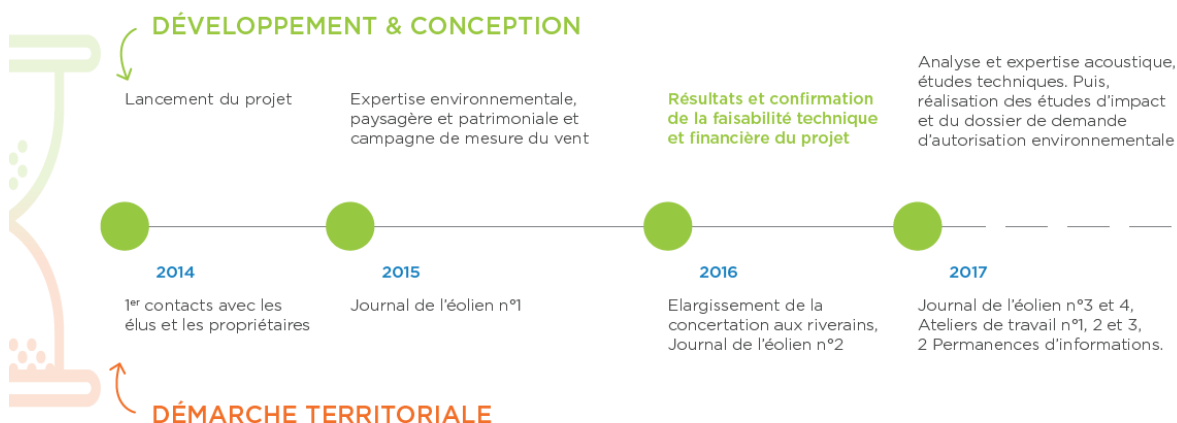 DÉVELOPPEMENT & CONCEPTION
Lancement du projet
Expertise environnementale,
paysagère et patrimoniale et
campagne de mesure du vent
Résultats et confirmation
de la faisabilité technique
et financière du projet
Analyse et expertise acoustique,
études techniques. Puis,
réalisation des études d’impact
et du dossier de demande
d’autorisation environnementale
2014
1er contacts avec les
élus et les propriétaires
2015
Journal de l’éolien n°1
2016
Elargissement de la
concertation aux riverains,
Journal de l’éolien n°2
2017
Journal de l’éolien n°3 et 4,
Ateliers de travail n°1, 2 et 3,
2 Permanences d’informations.
DÉMARCHE TERRITORIALE